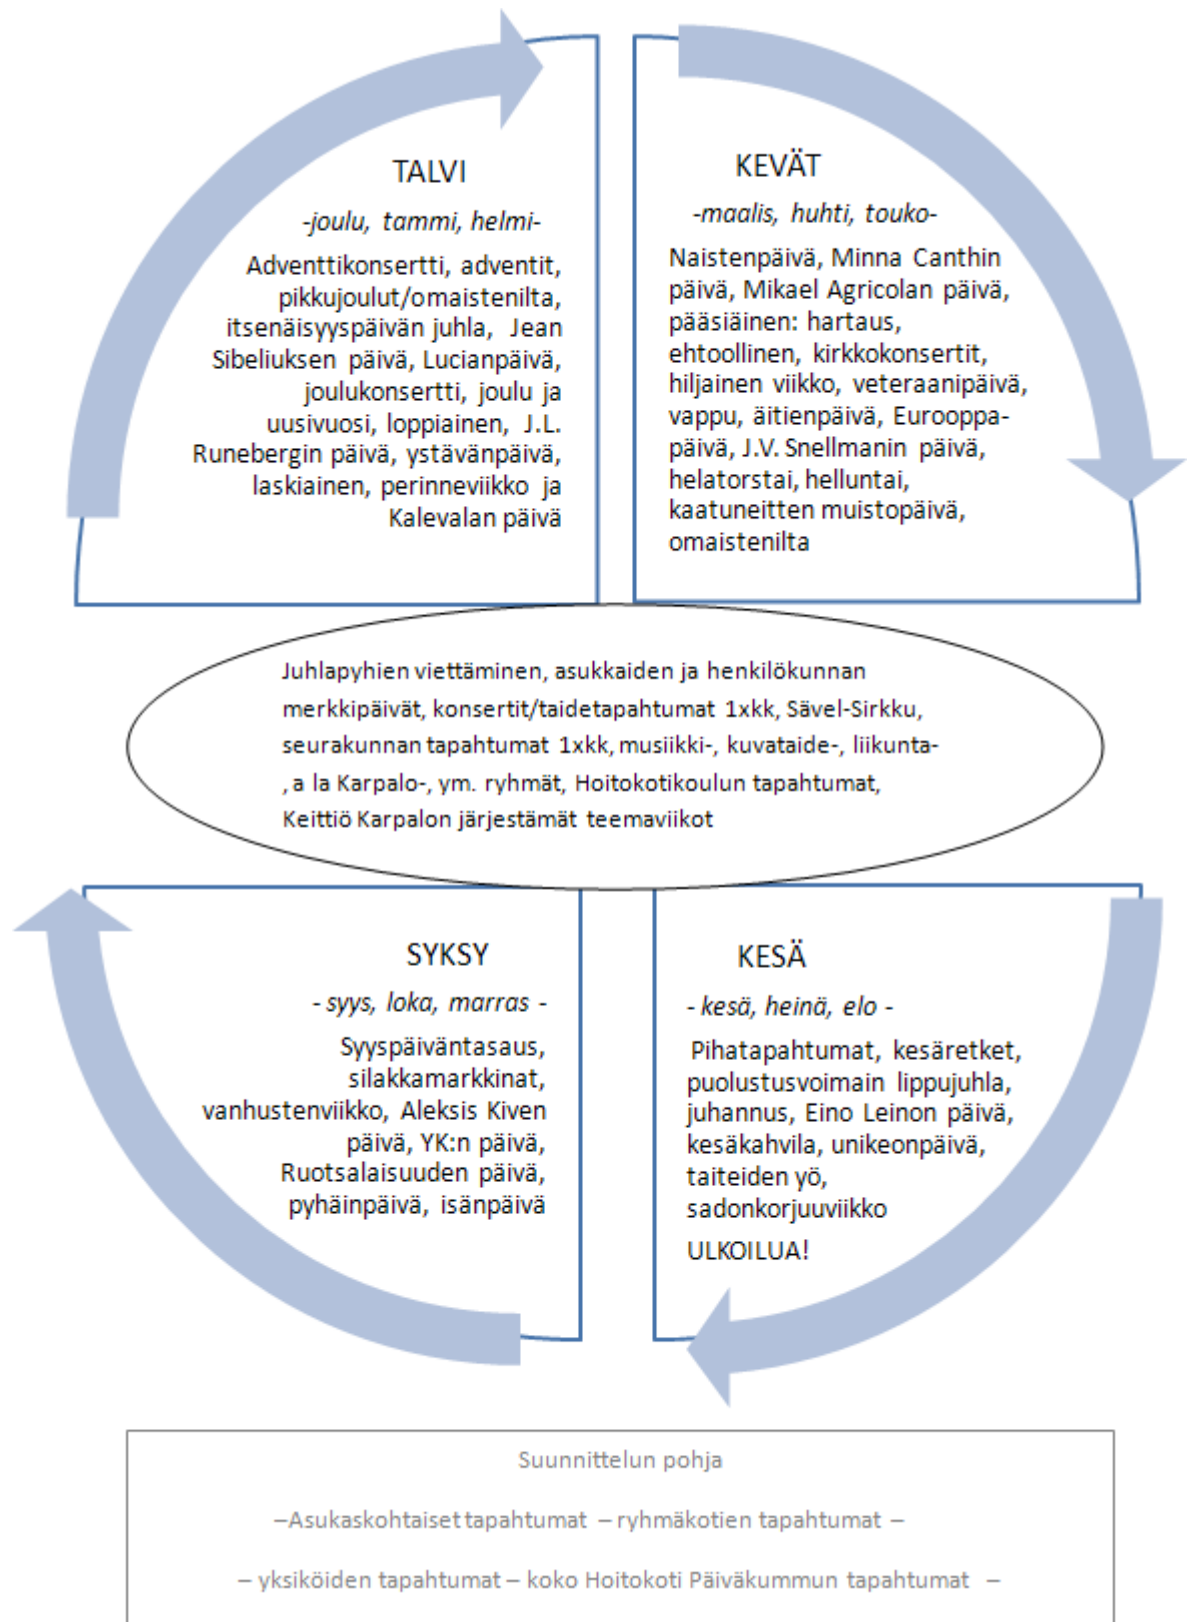 TALVI
-joulu, tammi, helmi-
Adventtikonsertti, adventit,
pikkujoulut/omaistenilta,
itsenäisyyspäivän juhla, Jean
Sibeliuksen päivä, Lucianpäivä,
joulukonsertti, joulu ja
uusivuosi, loppiainen, J.L.
Runebergin päivä, ystävänpäivä,
laskiainen, perinneviikko ja
Kalevalan päivä
KEVÄT
-maalis, huhti, touko-
Naistenpäivä, Minna Canthin
päivä, Mikael Agricolan päivä,
pääsiäinen: hartaus,
ehtoollinen, kirkkokonsertit,
hiljainen viikko, veteraanipäivä,
vappu, äitienpäivä, Eurooppa-
päivä, J.V. Snellmanin päivä,
helatorstai, helluntai,
kaatuneitten muistopäivä,
omaistenilta
Juhlapyhien viettäminen, asukkaiden ja henkilökunnan
merkkipäivät, konsertit/taidetapahtumat 1xkk, Sävel-Sirkku,
seurakunnan tapahtumat 1xkk, musiikki-, kuvataide-, liikunta-
, a la Karpalo-, ym. ryhmät, Hoitokotikoulun tapahtumat,
Keittiö Karpalon järjestämät teemaviikot
SYKSY
- syys, loka, marras -
Syyspäiväntasaus,
silakkamarkkinat,
vanhustenviikko, Aleksis Kiven
päivä, YK:n päivä,
Ruotsalaisuuden päivä,
pyhäinpäivä, isänpäivä
KESÄ
- kesä, heinä, elo -
Pihatapahtumat, kesäretket,
puolustusvoimain lippujuhla,
juhannus, Eino Leinon päivä,
kesäkahvila, unikeonpäivä,
taiteiden yö,
sadonkorjuuviikko
ULKOILUA!
Suunnittelun pohja
–Asukaskohtaiset tapahtumat – ryhmäkotien tapahtumat –
– yksiköiden tapahtumat – koko Hoitokoti Päiväkummun tapahtumat –